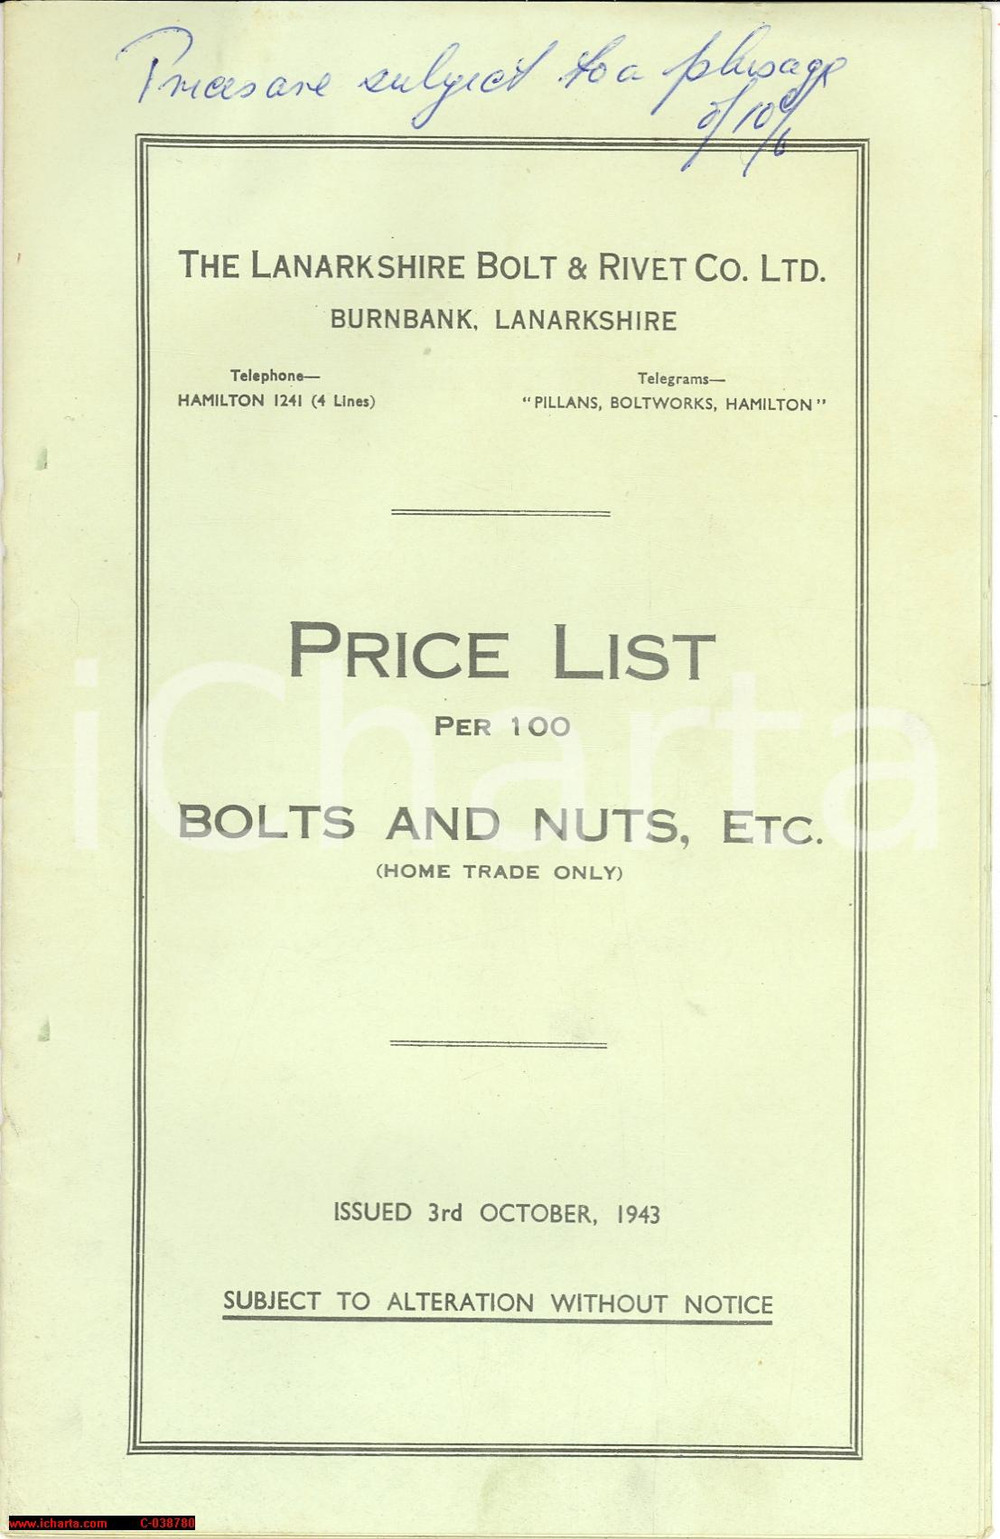 Prices are subject to a plusage
of 10%
THE LANARKSHIRE BOLT & RIVET CO. LTD.
BURNBANK, LANARKSHIRE
Telephone—
HAMILTON 1241 (4 Lines)
Telegrams—
"PILLANS, BOLTWORKS, HAMILTON"
PRICE LIST
PER 100
BOLTS AND NUTS, ETC.
(HOME TRADE ONLY)
iCharta
ISSUED 3rd OCTOBER, 1943
SUBJECT TO ALTERATION WITHOUT NOTICE
www.icharta.com C-038780